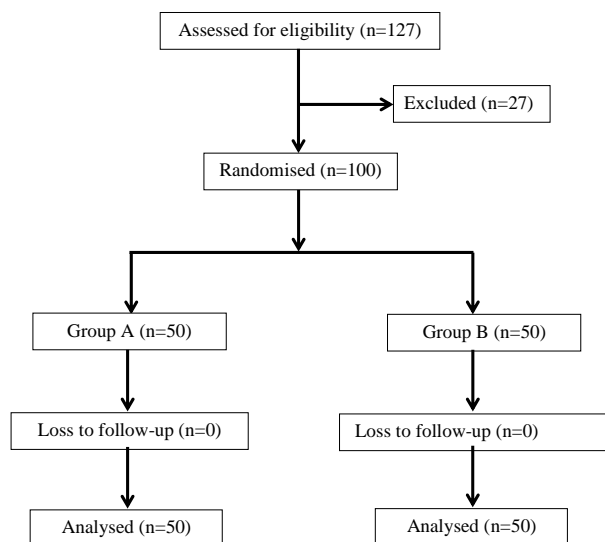 Assessed for eligibility (n=127)
Excluded (n=27)
Randomised (n=100)
Group A (n=50)
Group B (n=50)
Loss to follow-up (n=0)
Loss to follow-up (n=0)
Analysed (n=50)
Analysed (n=50)